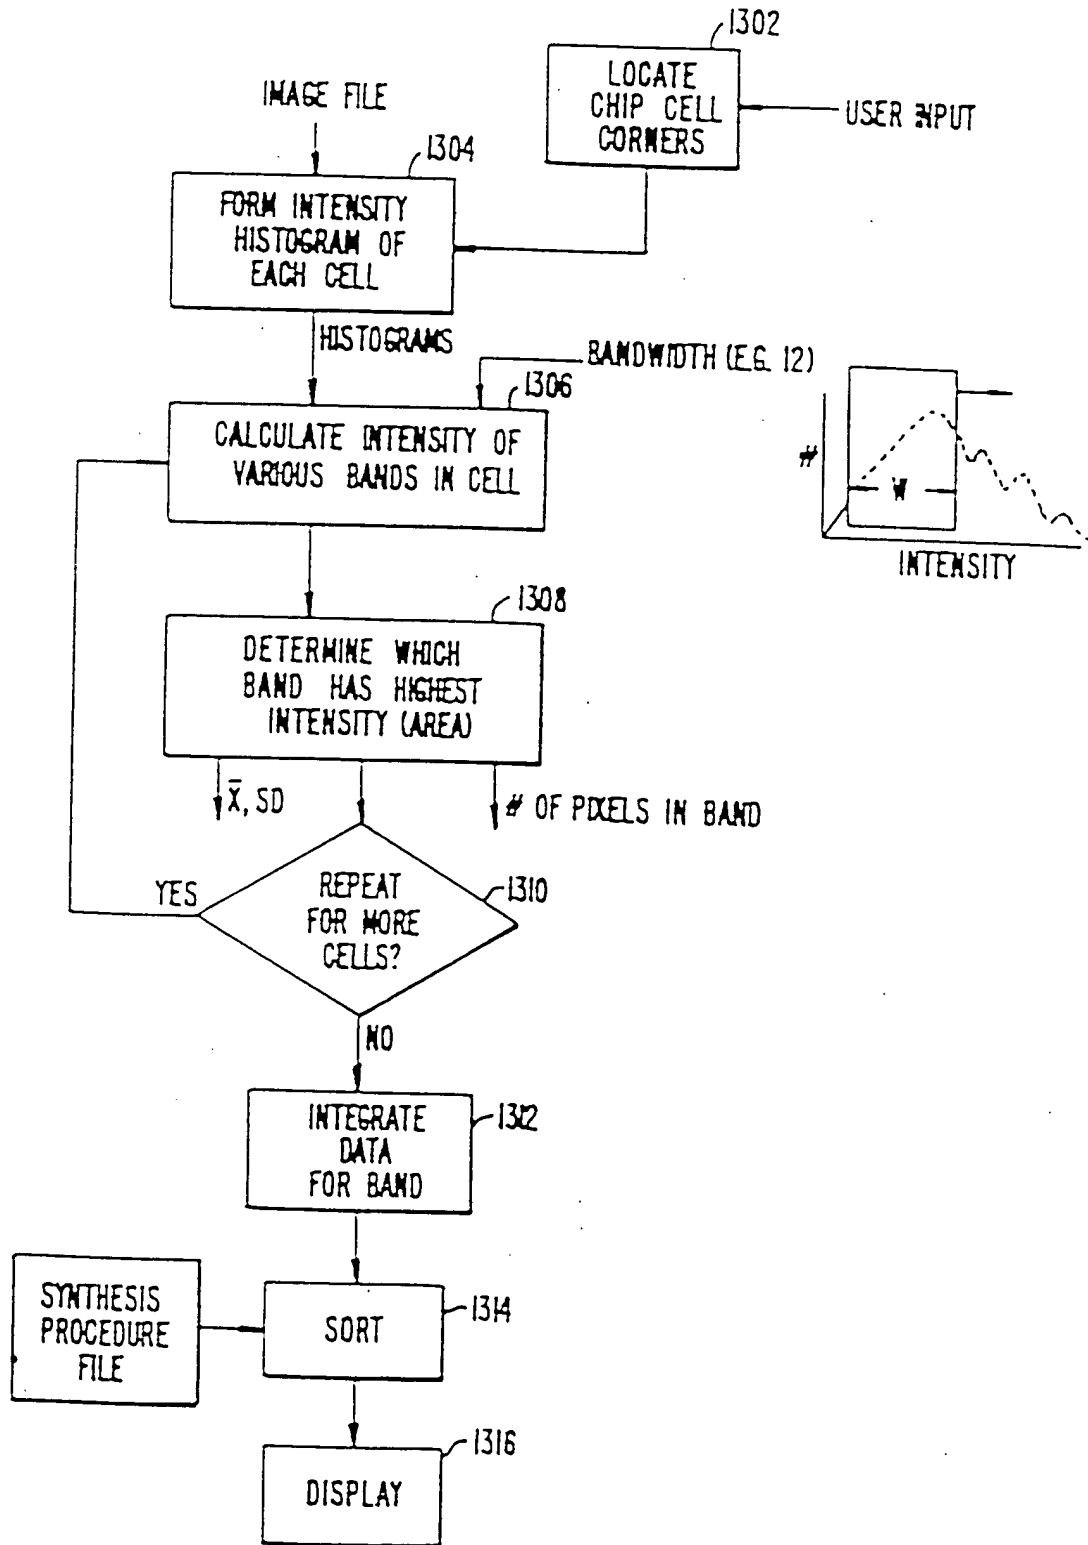 1302
LOCATE
CHIP CELL
CORNERS
USER INPUT
IMAGE FILE
1304
FORM INTENSITY
HISTOGRAM OF
EACH CELL
HISTOGRAMS
BANDWIDTH (E.G. 12)
1306
CALCULATE INTENSITY OF
VARIOUS BANDS IN CELL
#
W
INTENSITY
1308
DETERMINE WHICH
BAND HAS HIGHEST
INTENSITY (AREA)
X̄, SD
# OF PIXELS IN BAND
YES
REPEAT
FOR MORE
CELLS?
1310
NO
INTEGRATE
DATA
FOR BAND
1312
SYNTHESIS
PROCEDURE
FILE
SORT
1314
DISPLAY
1316